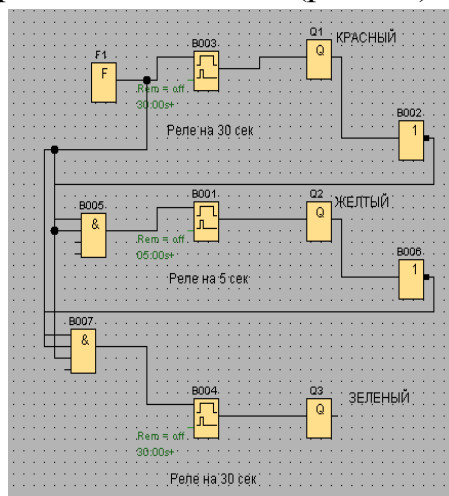 Q1 КРАСНЫЙ
F1
F
B003
Q
Rem = off
30:00s+
B002
1
Реле на 30 сек
B005
&
B001
Q2 ЖЕЛТЫЙ
Q
Rem = off
05:00s+
B006
1
Реле на 5 сек
B007
&
B004
Q3
ЗЕЛЕНЫЙ
Q
Rem = off
30:00s+
Реле на 30 сек